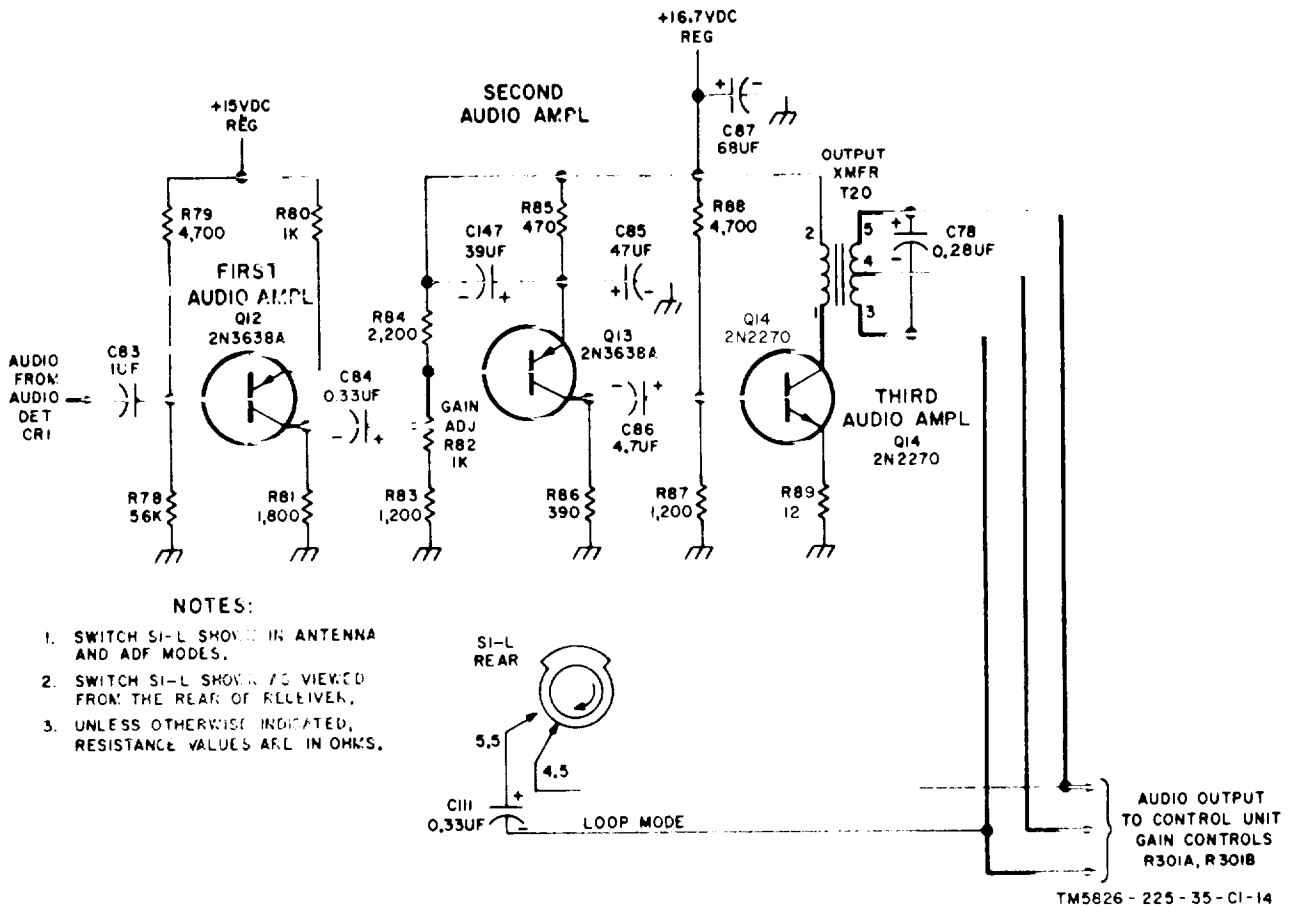 +16.7VDC
REG
SECOND
AUDIO AMPL
+15VDC
REG
C87
68UF
OUTPUT
XMFR
T20
R79
4,700
R80
1K
C147
39UF
R85
470
C85
47UF
R88
4,700
2
5
4
3
1
C78
0.28UF
FIRST
AUDIO AMPL
Q12
2N3638A
R84
2,200
Q13
2N3638A
Q14
2N2270
AUDIO
FROM
AUDIO
DET
CR1
C83
1UF
C84
0.33UF
GAIN
ADJ
R82
1K
C86
4.7UF
THIRD
AUDIO AMPL
Q14
2N2270
R78
56K
R81
1,800
R83
1,200
R86
390
R87
1,200
R89
12
NOTES:
1. SWITCH S1-L SHOWN IN ANTENNA
AND ADF MODES.
2. SWITCH S1-L SHOWN AS VIEWED
FROM THE REAR OF RECEIVER.
3. UNLESS OTHERWISE INDICATED,
RESISTANCE VALUES ARE IN OHMS.
S1-L
REAR
5.5
4.5
C111
0.33UF
LOOP MODE
AUDIO OUTPUT
TO CONTROL UNIT
GAIN CONTROLS
R301A, R301B
TM5826-225-35-C1-14